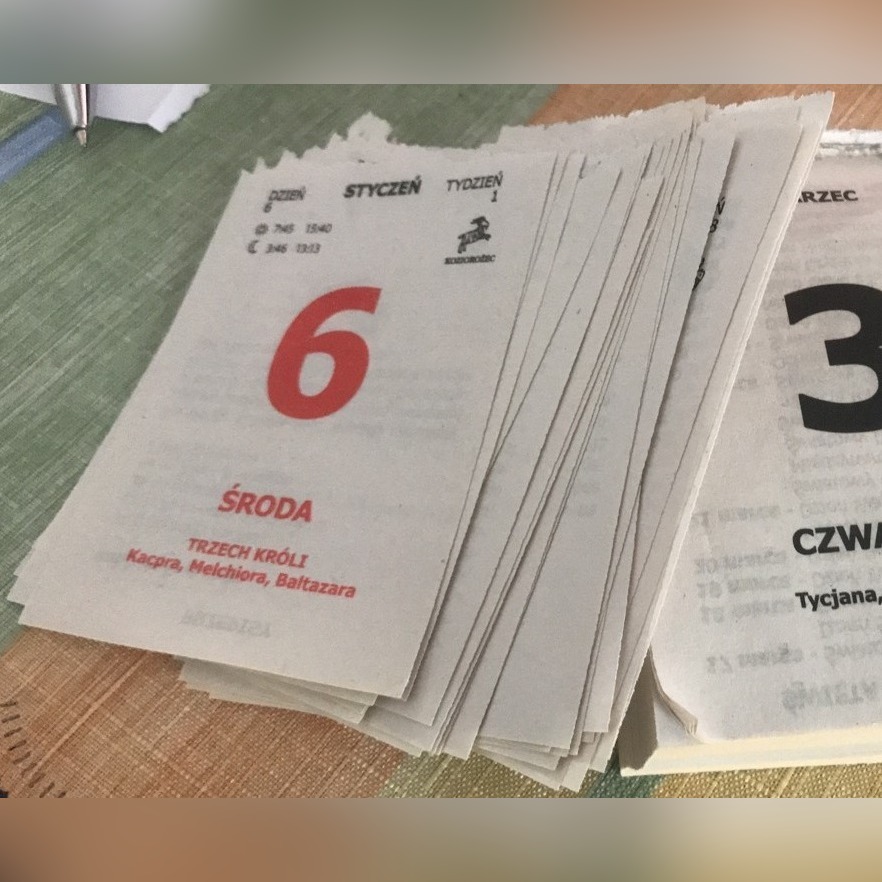 DZIEŃ
6
STYCZEŃ
TYDZIEŃ
1
7:45 15:40
3:46 13:13
KOZIOROŻEC
6
ŚRODA
TRZECH KRÓLI
Kacpra, Melchiora, Baltazara
RZEC
3
CZWA
Tycjana,